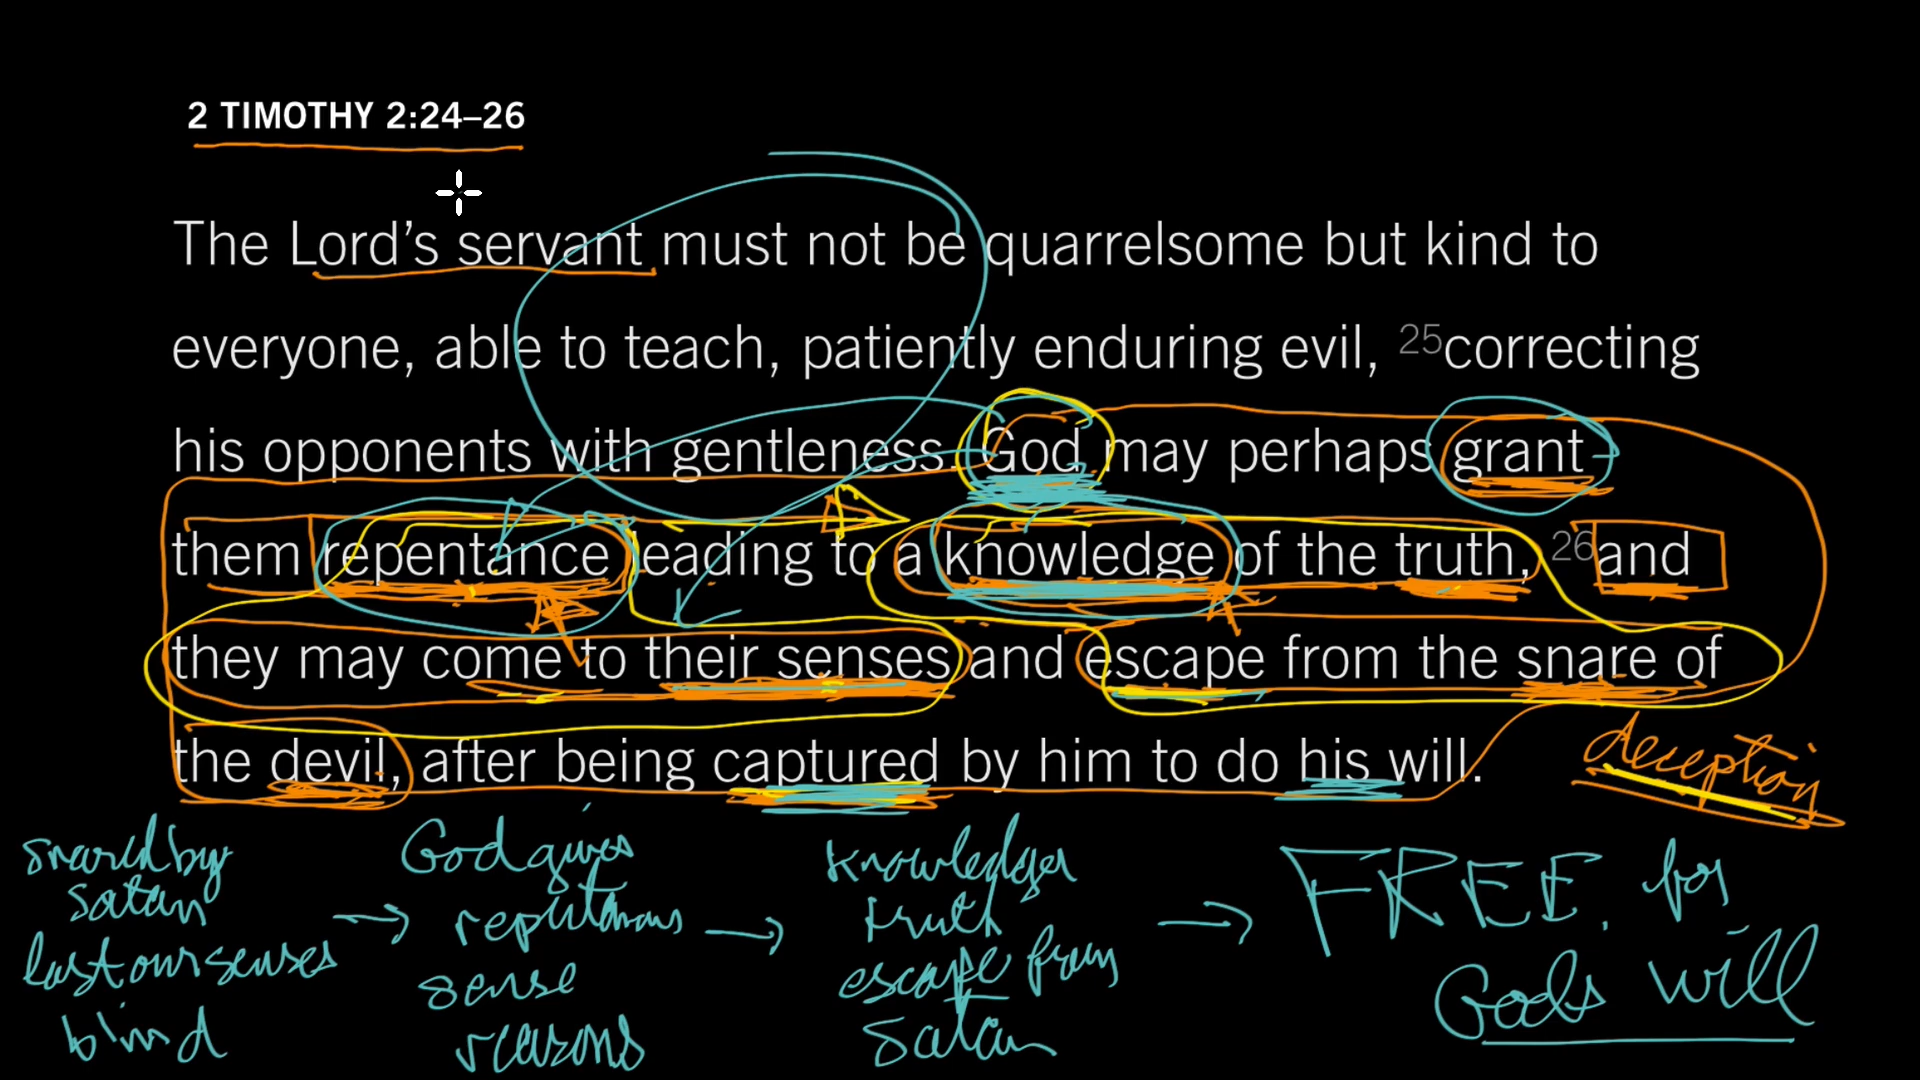 2 TIMOTHY 2:24–26
The Lord’s servant must not be quarrelsome but kind to
everyone, able to teach, patiently enduring evil, 25correcting
his opponents with gentleness. God may perhaps grant
them repentance leading to a knowledge of the truth, 26and
they may come to their senses and escape from the snare of
the devil, after being captured by him to do his will.
deception
snared by
satan
lost our senses
blind
God gives
sense
reasons
truth
escape from
Satan
FREE. for
Gods will